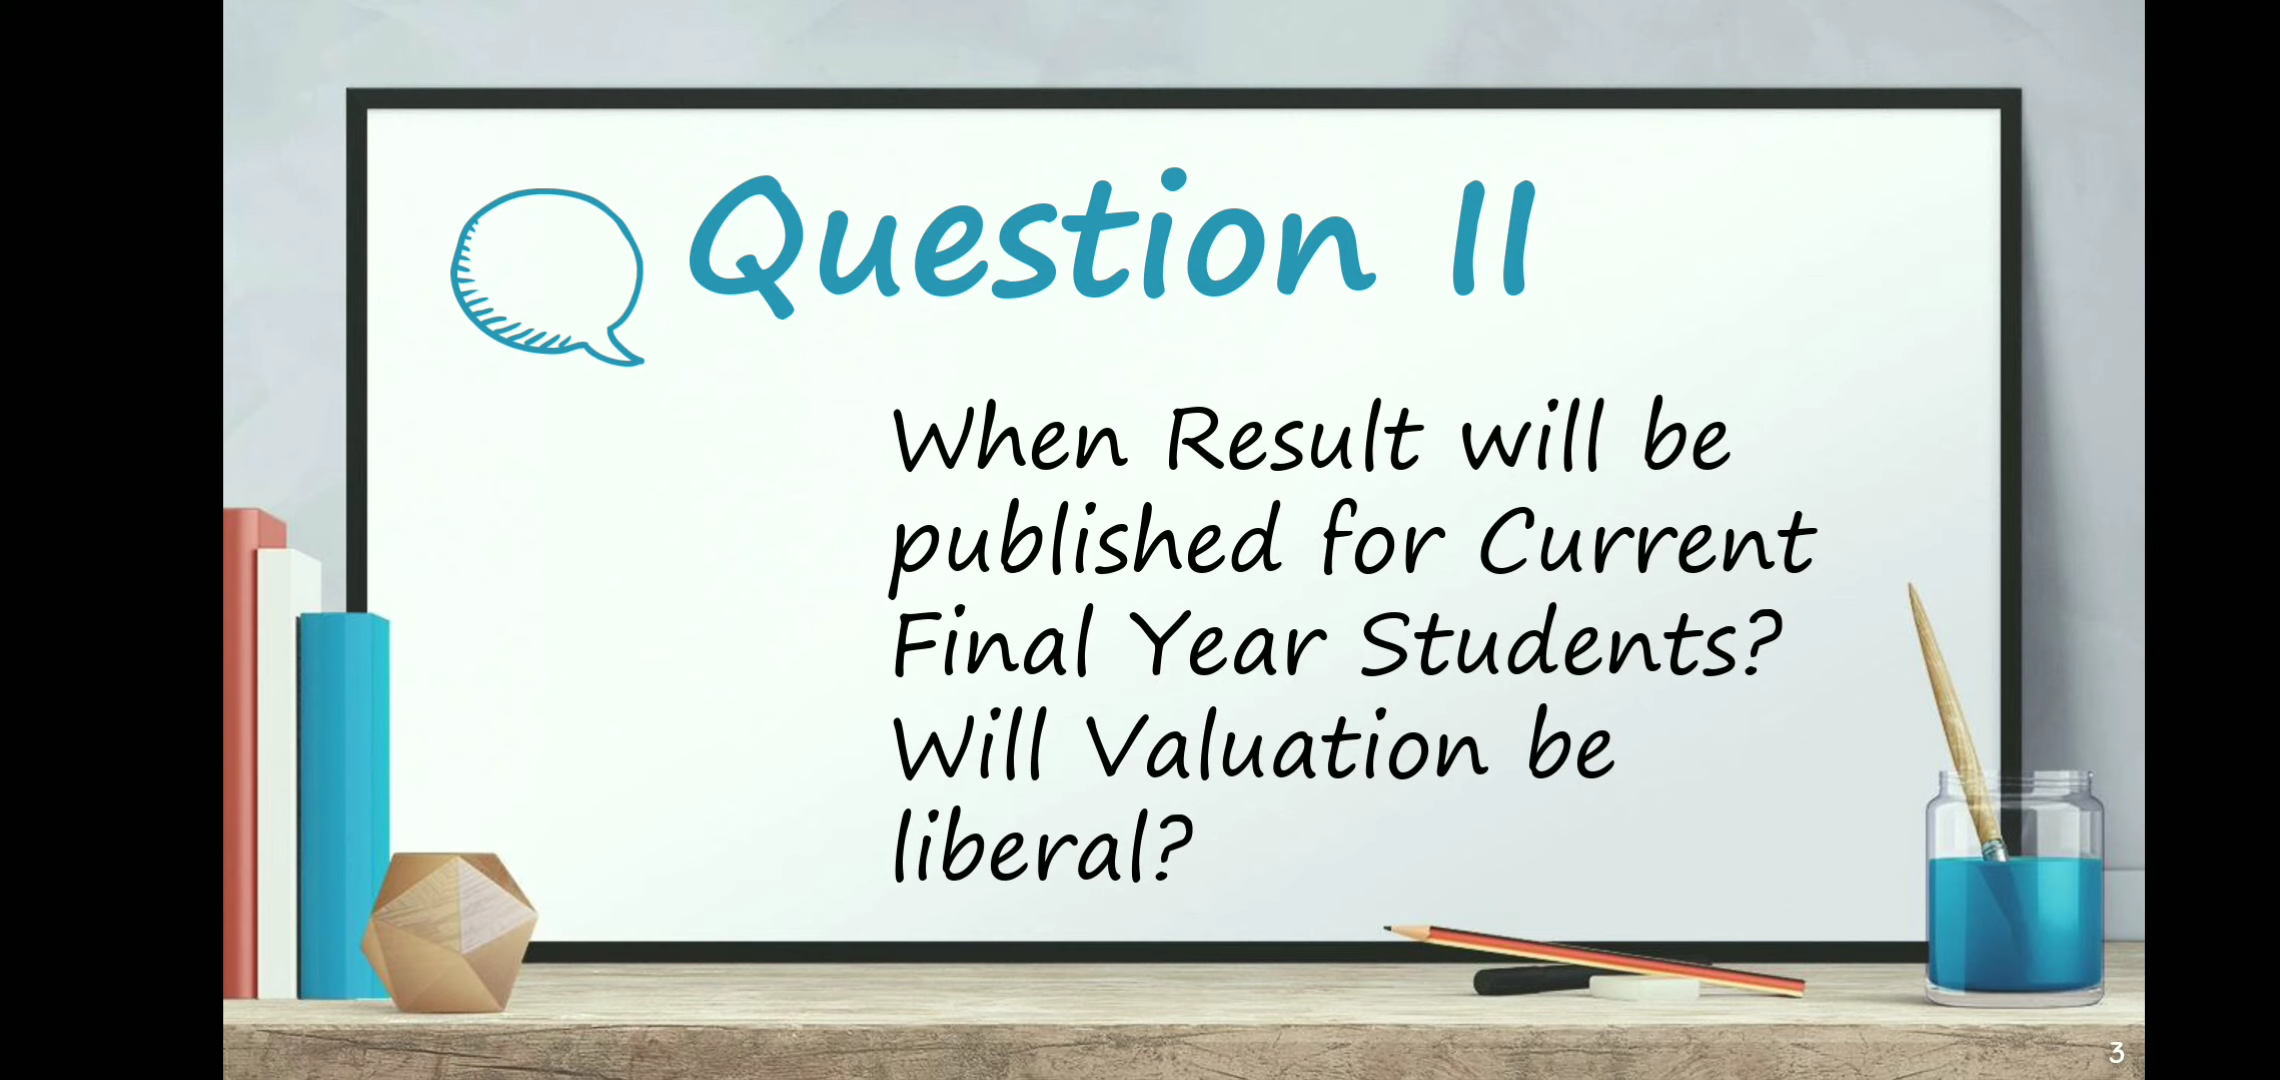 Question II
When Result will be
published for Current
Final Year Students?
Will Valuation be
liberal?
3